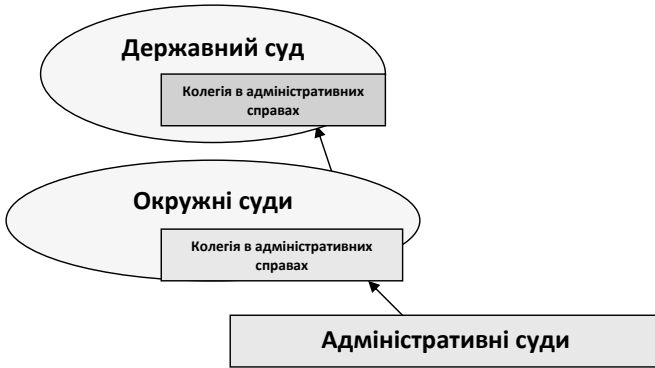 Державний суд
Колегія в адміністративних
справах
Окружні суди
Колегія в адміністративних
справах
Адміністративні суди